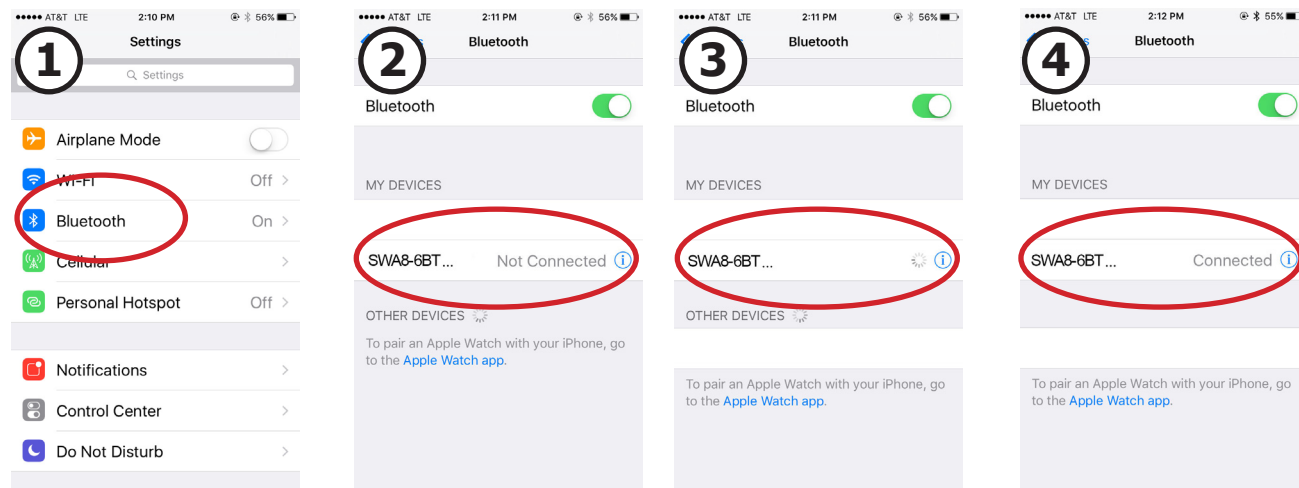 ●●●●● AT&T LTE 2:10 PM 56%
1
Settings
Settings
Airplane Mode
Wi-Fi Off
Bluetooth On
Cellular
Personal Hotspot Off
Notifications
Control Center
Do Not Disturb
●●●●● AT&T LTE 2:11 PM 56%
2
Bluetooth
Bluetooth
MY DEVICES
SWA8-6BT... Not Connected i
OTHER DEVICES
To pair an Apple Watch with your iPhone, go
to the Apple Watch app.
●●●●● AT&T LTE 2:11 PM 56%
3
Bluetooth
Bluetooth
MY DEVICES
SWA8-6BT... i
OTHER DEVICES
To pair an Apple Watch with your iPhone, go
to the Apple Watch app.
●●●●● AT&T LTE 2:12 PM 55%
4
Bluetooth
Bluetooth
MY DEVICES
SWA8-6BT... Connected i
To pair an Apple Watch with your iPhone, go
to the Apple Watch app.